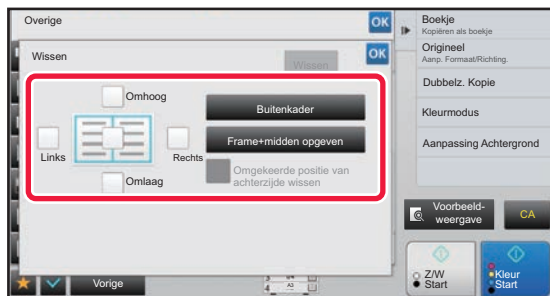 Overige
OK
Wissen
Wissen
OK
Omhoog
Links
Rechts
Omlaag
Buitenkader
Frame+midden opgeven
Omgekeerde positie van
achterzijde wissen
Vorige
A3
Boekje
Kopiëren als boekje
Origineel
Aanp. Formaat/Richting.
Dubbelz. Kopie
Kleurmodus
Aanpassing Achtergrond
Voorbeeld-
weergave
CA
Z/W
Start
Kleur
Start